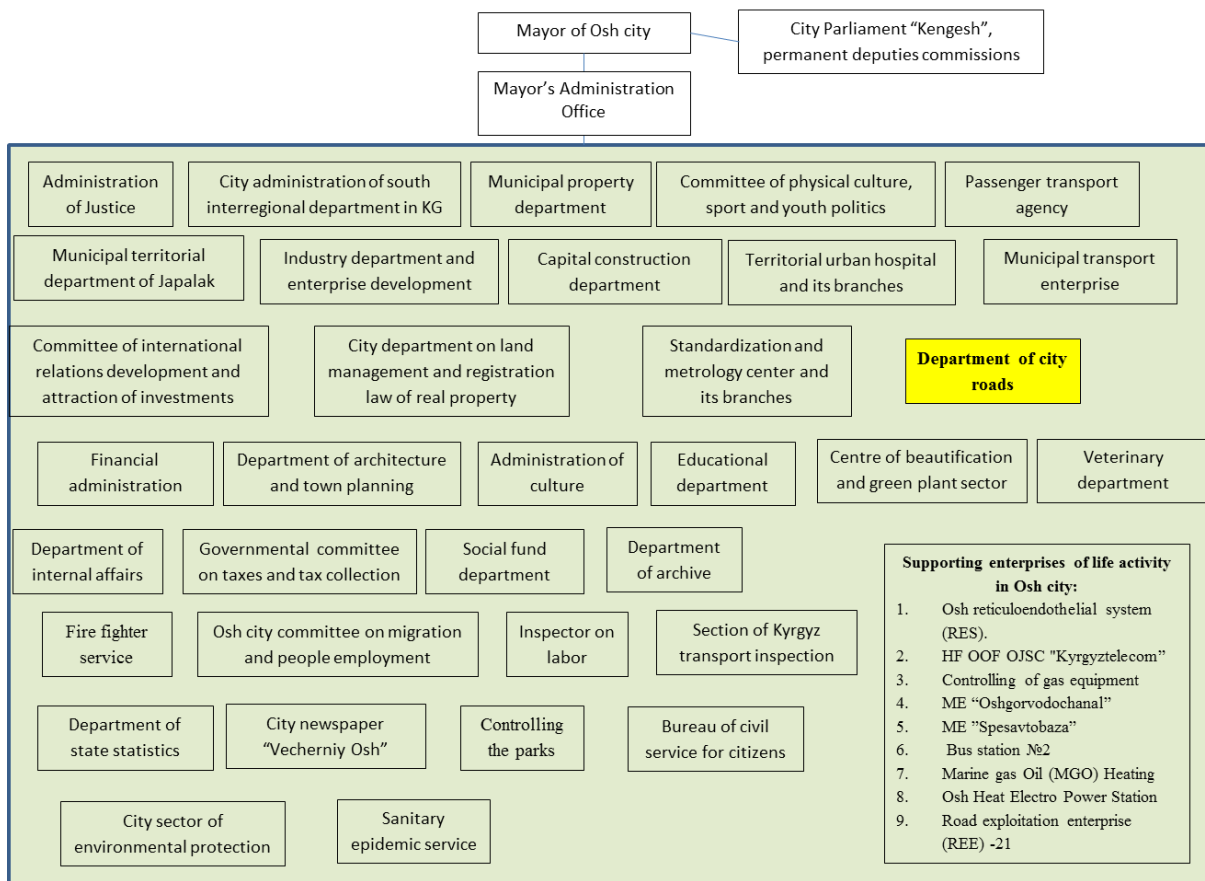 Mayor of Osh city
City Parliament “Kengesh”,
permanent deputies commissions
Mayor’s Administration
Office
Administration
of Justice
City administration of south
interregional department in KG
Municipal property
department
Committee of physical culture,
sport and youth politics
Passenger transport
agency
Municipal territorial
department of Japalak
Industry department and
enterprise development
Capital construction
department
Territorial urban hospital
and its branches
Municipal transport
enterprise
Committee of international
relations development and
attraction of investments
City department on land
management and registration
law of real property
Standardization and
metrology center and
its branches
Department of city
roads
Financial
administration
Department of architecture
and town planning
Administration of
culture
Educational
department
Centre of beautification
and green plant sector
Veterinary
department
Department of
internal affairs
Governmental committee
on taxes and tax collection
Social fund
department
Department
of archive
Fire fighter
service
Osh city committee on migration
and people employment
Inspector on
labor
Section of Kyrgyz
transport inspection
Department of
state statistics
City newspaper
“Vecherniy Osh”
Controlling
the parks
Bureau of civil
service for citizens
City sector of
environmental protection
Sanitary
epidemic service
Supporting enterprises of life activity
in Osh city:
1. Osh reticuloendothelial system
(RES).
2. HF OOF OJSC "Kyrgyztelecom”
3. Controlling of gas equipment
4. ME “Oshgorvodochanal”
5. ME ”Spesavtobaza”
6. Bus station №2
7. Marine gas Oil (MGO) Heating
8. Osh Heat Electro Power Station
9. Road exploitation enterprise
(REE) -21